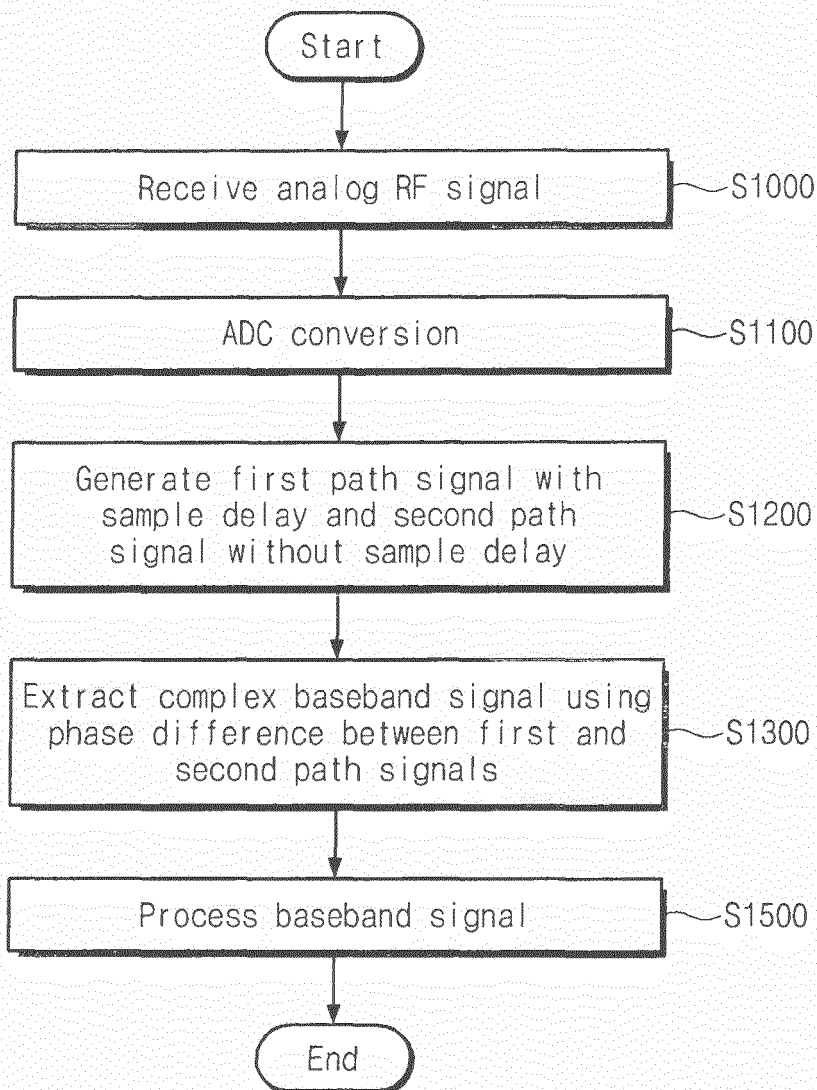 Start
Receive analog RF signal
S1000
ADC conversion
S1100
Generate first path signal with
sample delay and second path
signal without sample delay
S1200
Extract complex baseband signal using
phase difference between first and
second path signals
S1300
Process baseband signal
S1500
End